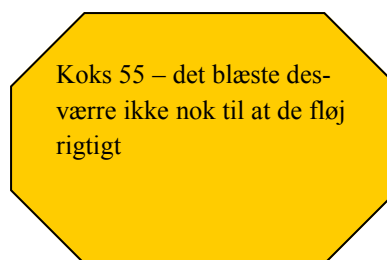 Koks 55 – det blæste des-
værre ikke nok til at de fløj
rigtigt